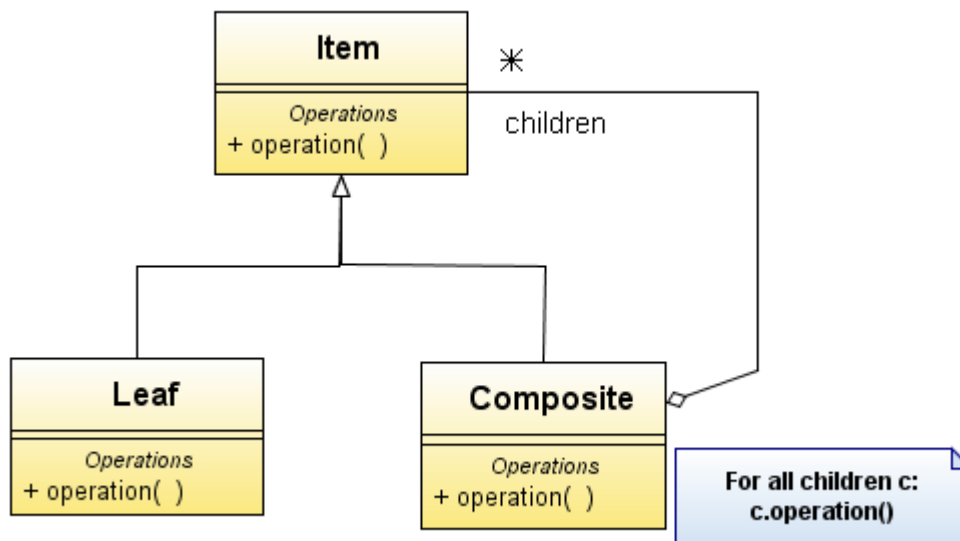 Item
*
Operations
+ operation( )
children
Leaf
Operations
+ operation( )
Composite
Operations
+ operation( )
For all children c:
c.operation()